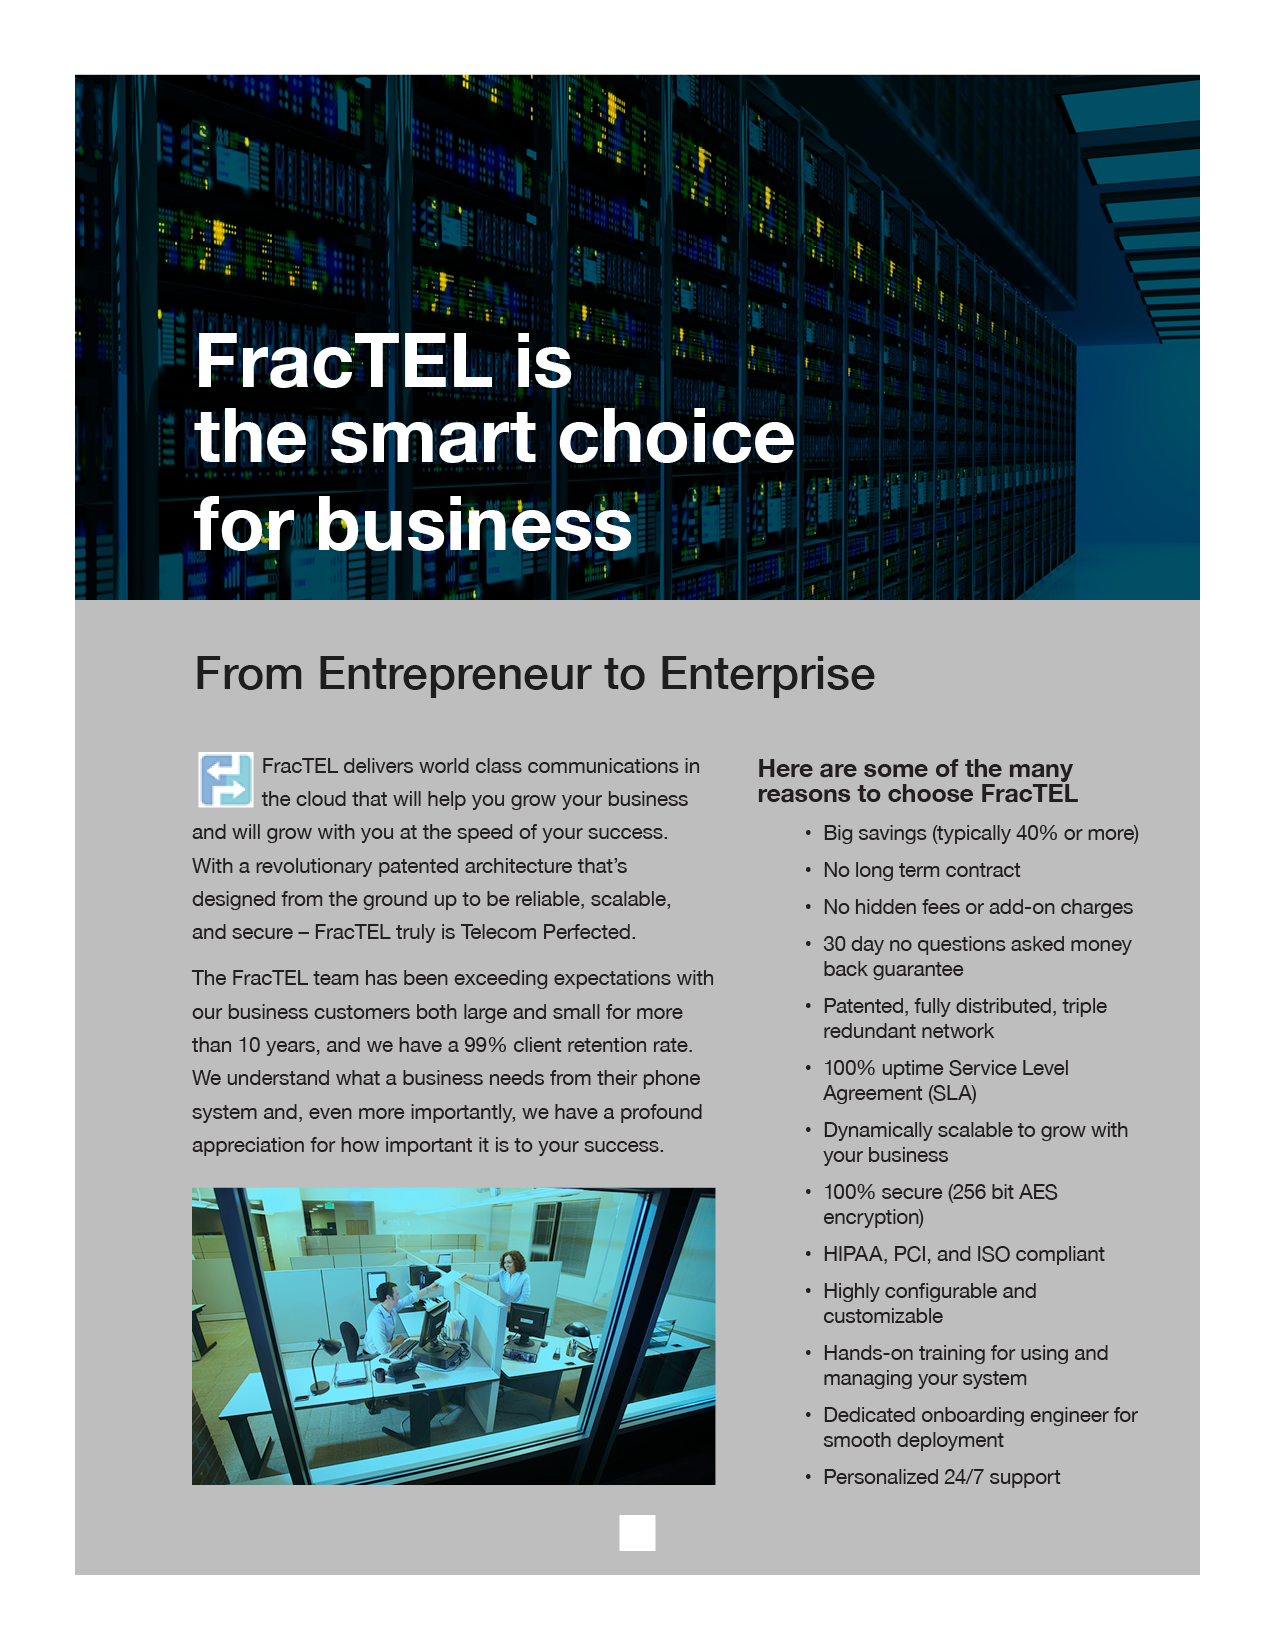 FracTEL is
the smart choice
for business
From Entrepreneur to Enterprise
FracTEL delivers world class communications in
the cloud that will help you grow your business
and will grow with you at the speed of your success.
With a revolutionary patented architecture that’s
designed from the ground up to be reliable, scalable,
and secure – FracTEL truly is Telecom Perfected.
The FracTEL team has been exceeding expectations with
our business customers both large and small for more
than 10 years, and we have a 99% client retention rate.
We understand what a business needs from their phone
system and, even more importantly, we have a profound
appreciation for how important it is to your success.
Here are some of the many
reasons to choose FracTEL
• Big savings (typically 40% or more)
• No long term contract
• No hidden fees or add-on charges
• 30 day no questions asked money
back guarantee
• Patented, fully distributed, triple
redundant network
• 100% uptime Service Level
Agreement (SLA)
• Dynamically scalable to grow with
your business
• 100% secure (256 bit AES
encryption)
• HIPAA, PCI, and ISO compliant
• Highly configurable and
customizable
• Hands-on training for using and
managing your system
• Dedicated onboarding engineer for
smooth deployment
• Personalized 24/7 support